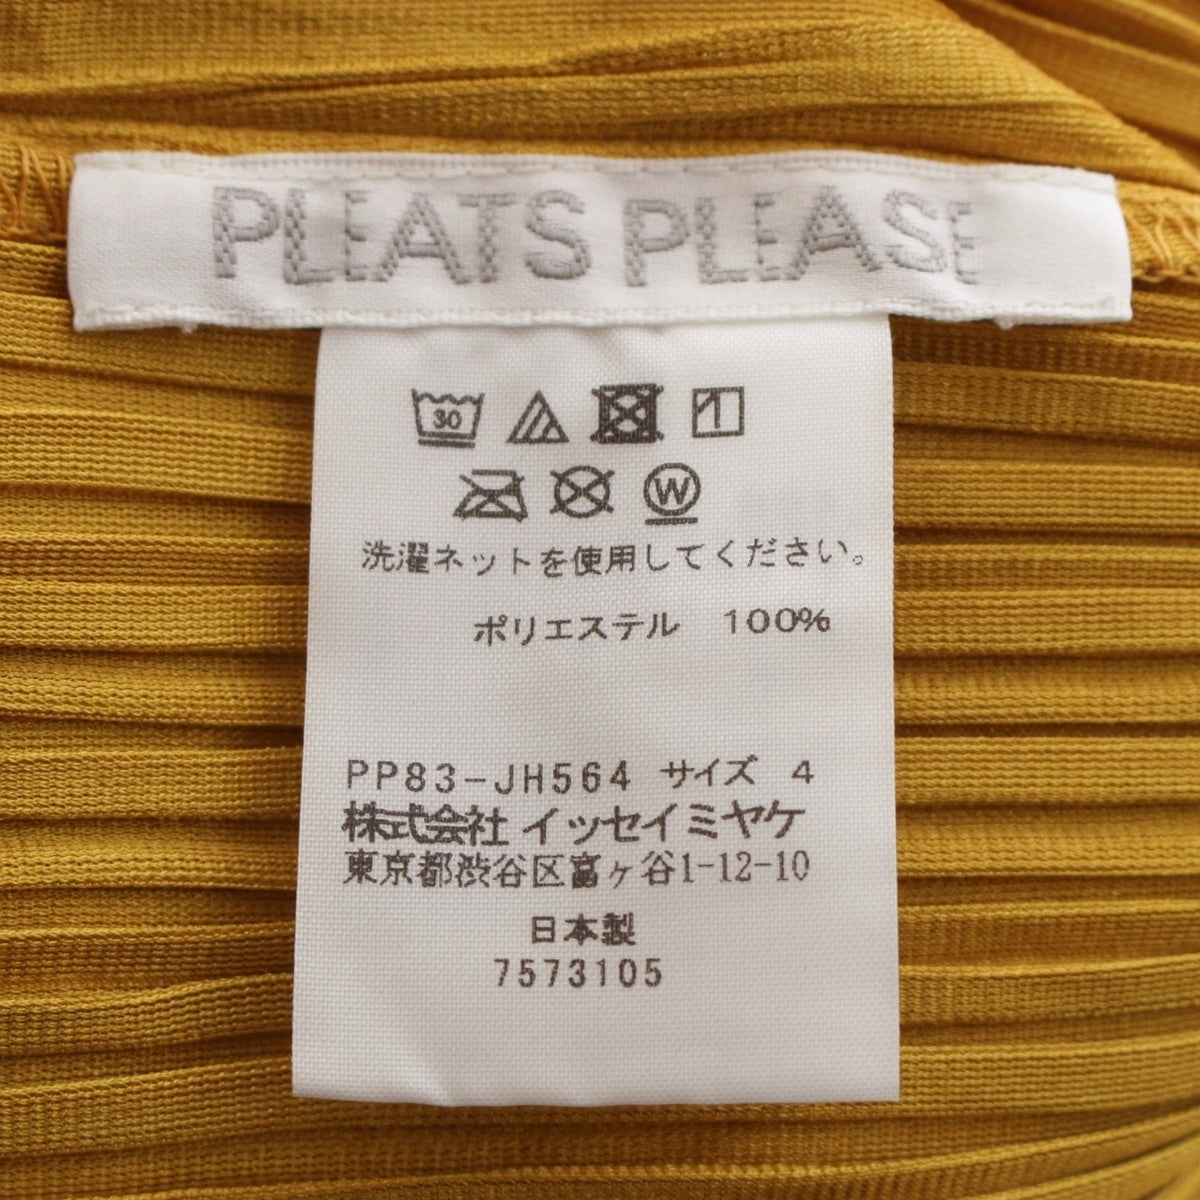 PLEATS PLEASE
30
W
洗濯ネットを使用してください。
ポリエステル 100%
PP83-JH564 サイズ 4
株式会社 イッセイミヤケ
東京都渋谷区富ヶ谷1-12-10
日本製
7573105